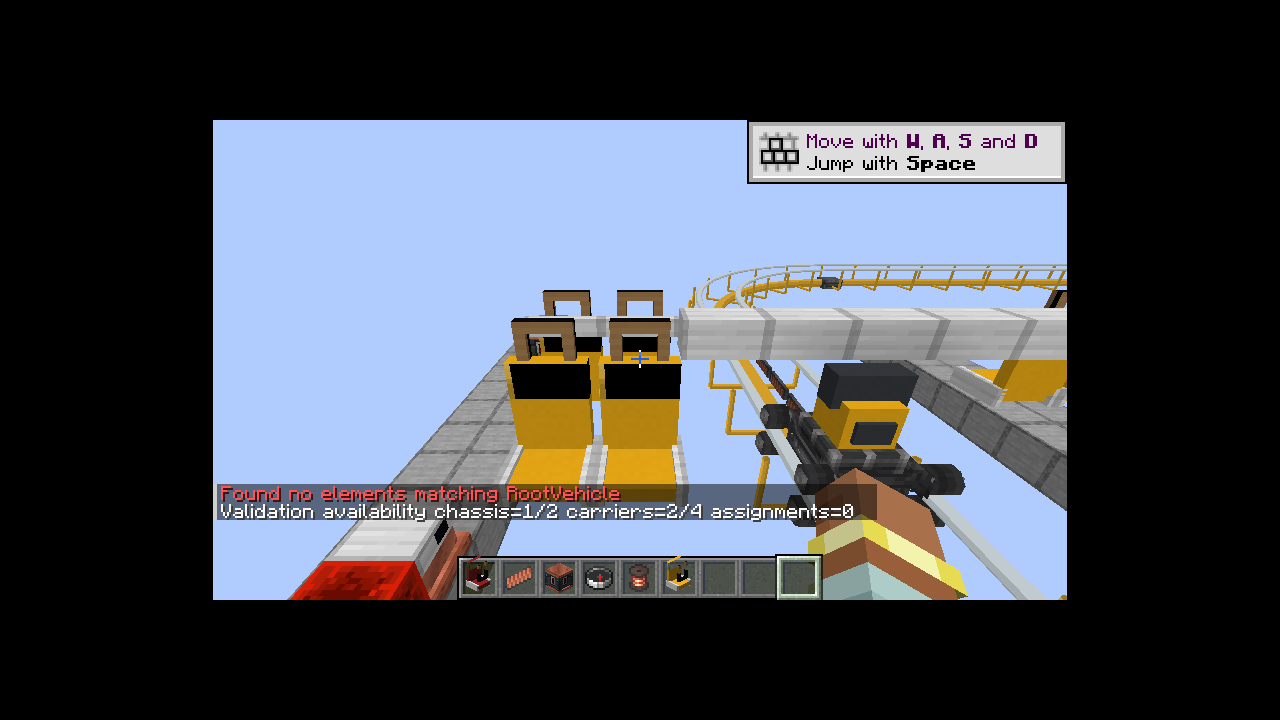 Move with W, A, S and D
Jump with Space
Found no elements matching RootVehicle
Validation availability chassis=1/2 carriers=2/4 assignments=0